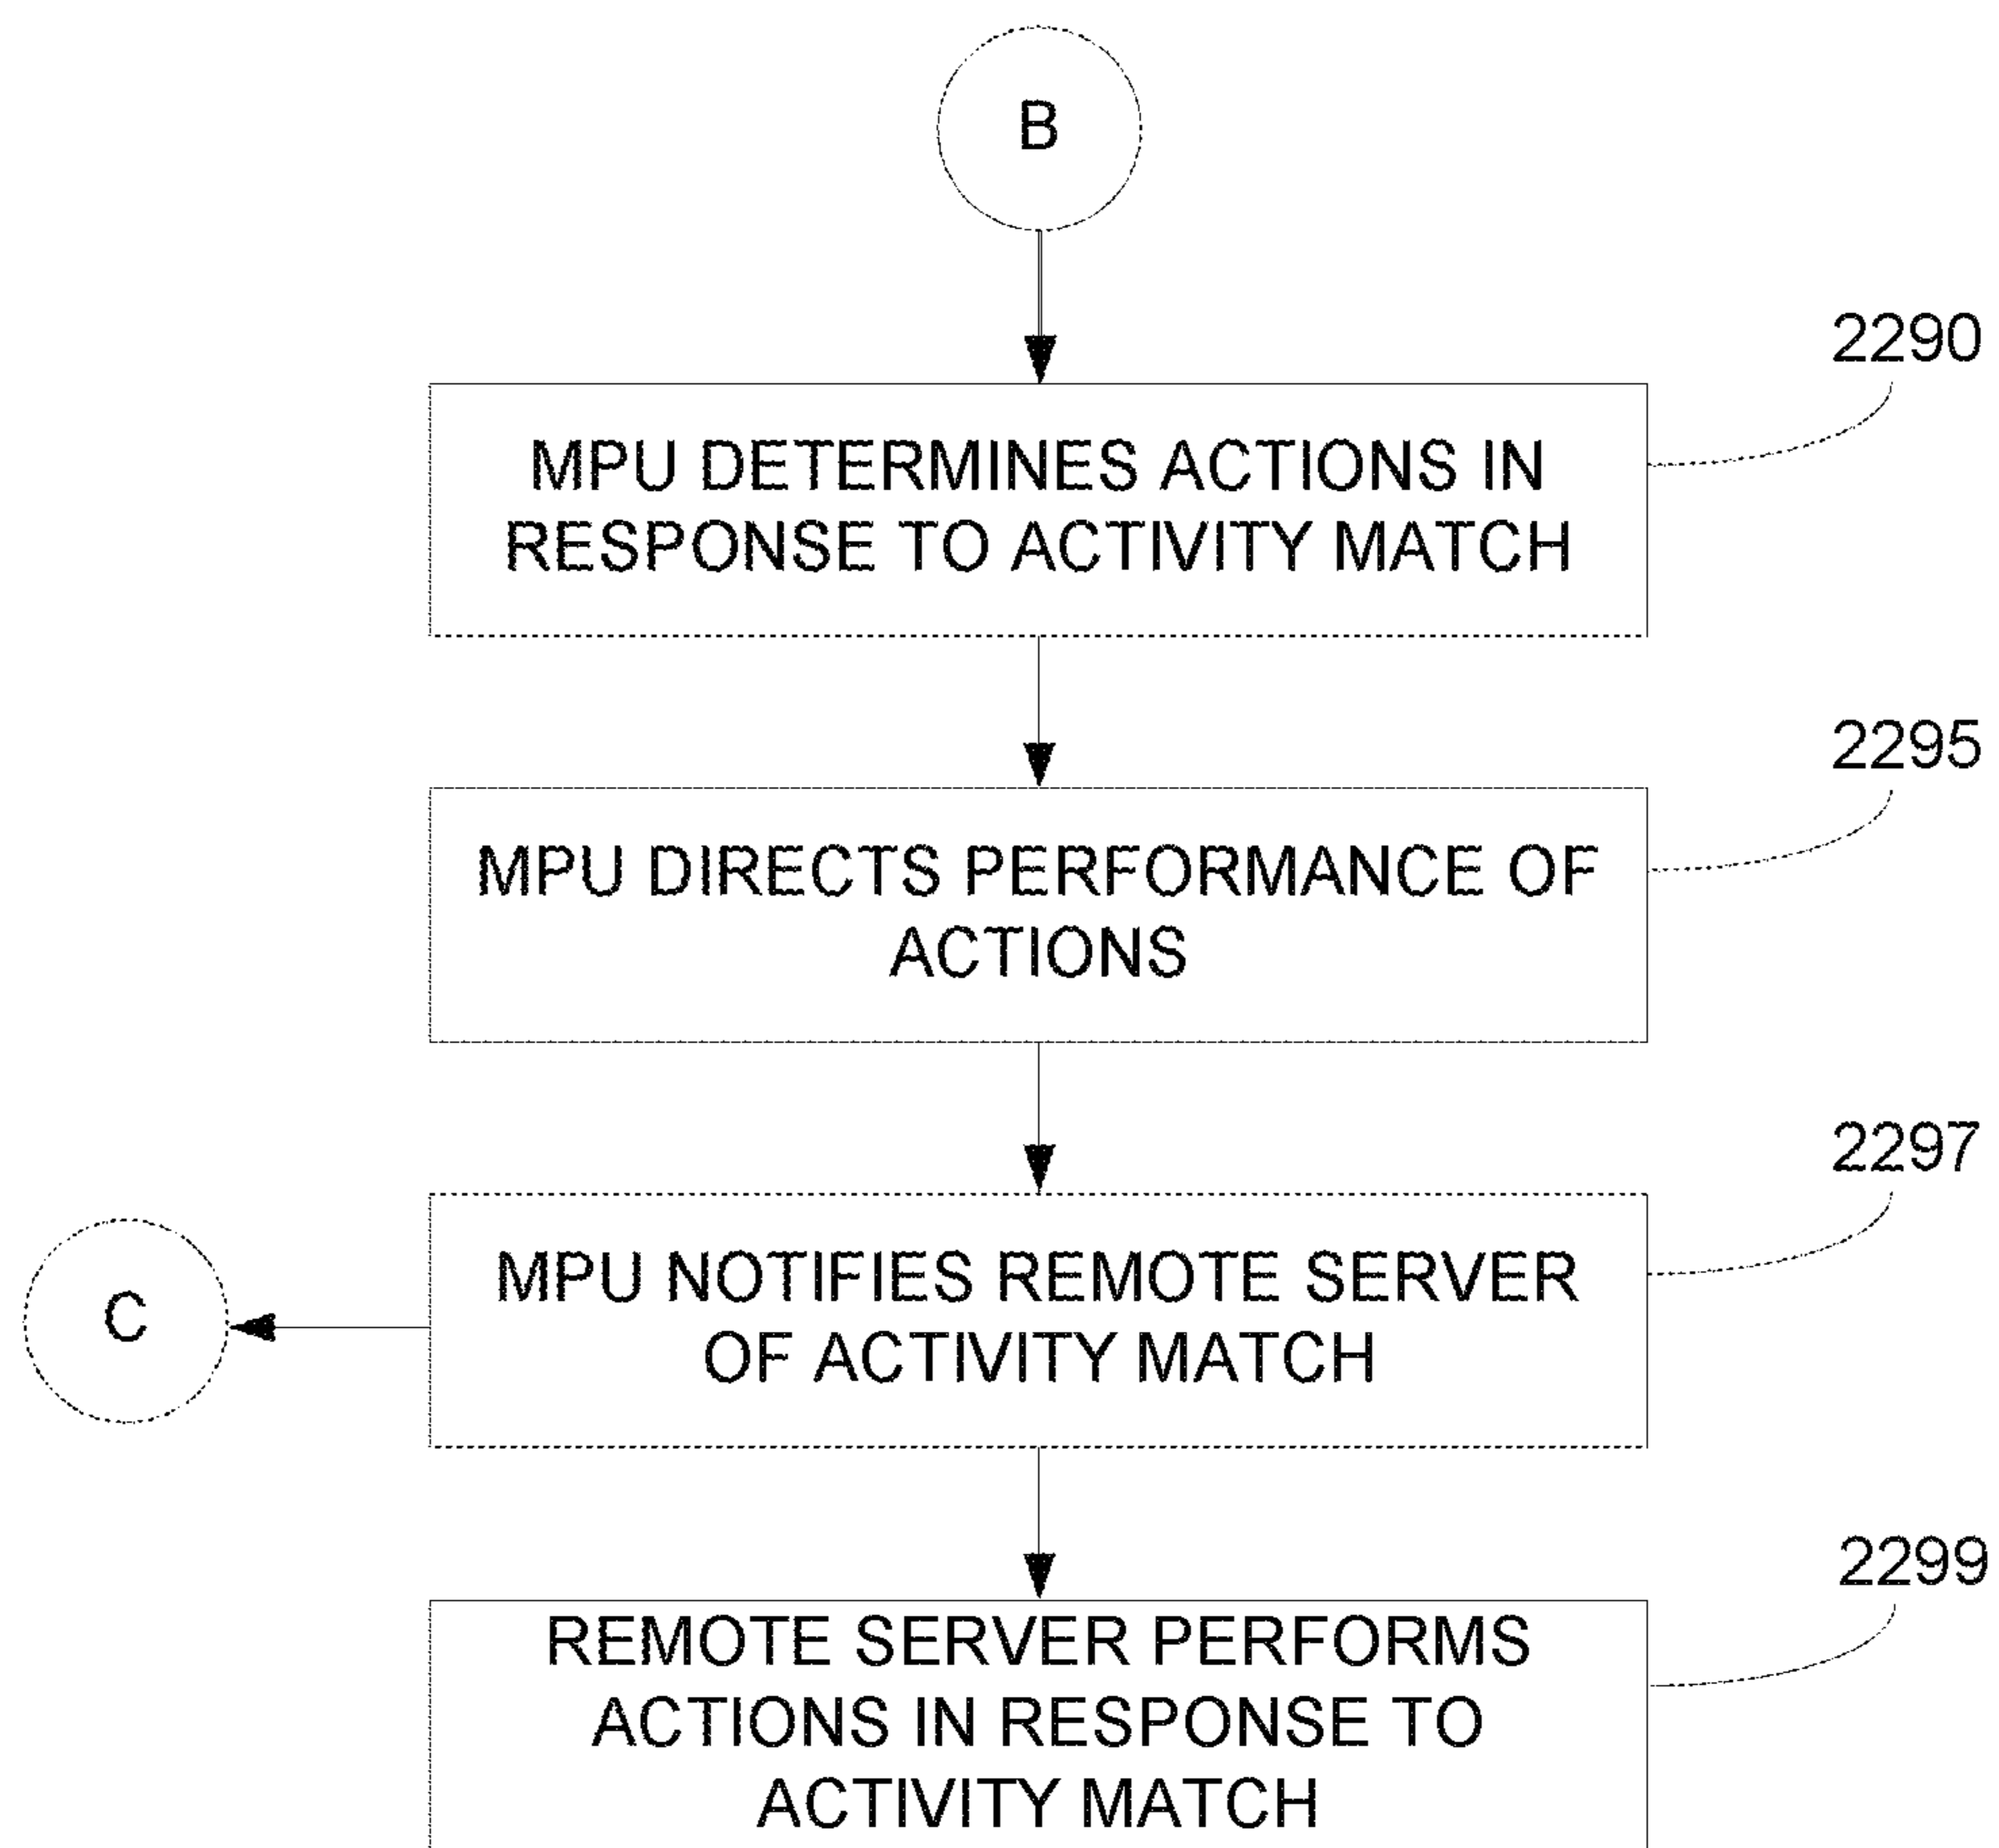 B
2290
MPU DETERMINES ACTIONS IN
RESPONSE TO ACTIVITY MATCH
2295
MPU DIRECTS PERFORMANCE OF
ACTIONS
2297
MPU NOTIFIES REMOTE SERVER
OF ACTIVITY MATCH
C
2299
REMOTE SERVER PERFORMS
ACTIONS IN RESPONSE TO
ACTIVITY MATCH